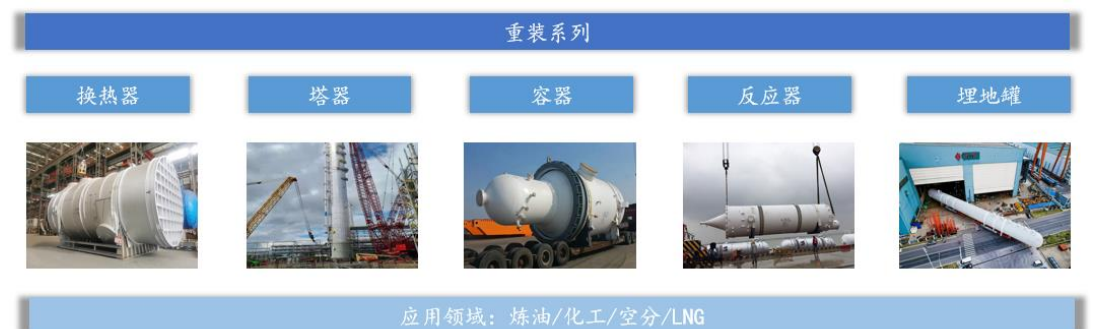 重装系列
换热器
塔器
容器
反应器
埋地罐
应用领域：炼油/化工/空分/LNG